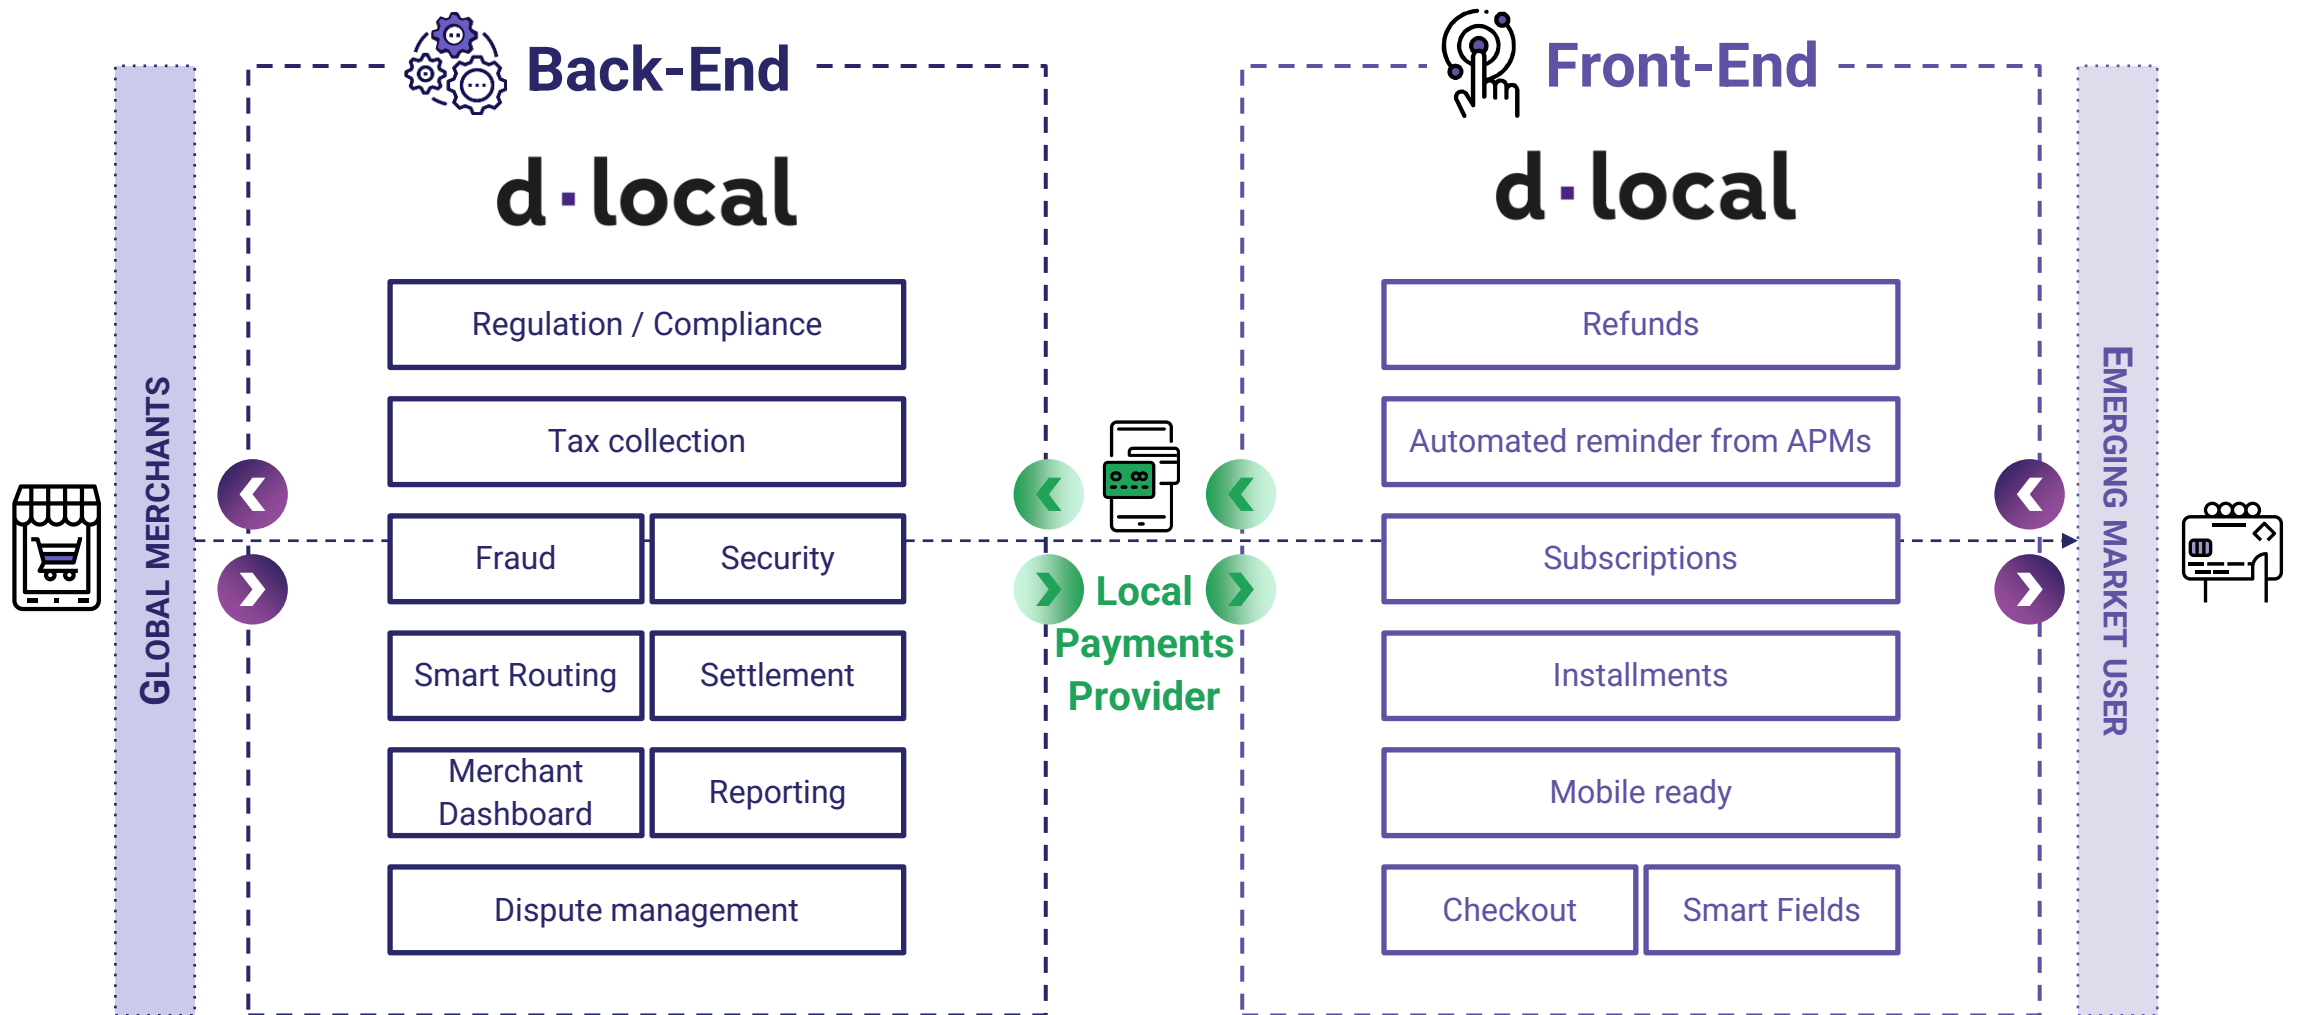 Back-End
Front-End
d·local
d·local
GLOBAL MERCHANTS
Regulation / Compliance
Tax collection
Fraud
Security
Smart Routing
Settlement
Merchant
Dashboard
Reporting
Dispute management
Local
Payments
Provider
Refunds
Automated reminder from APMs
Subscriptions
Installments
Mobile ready
Checkout
Smart Fields
EMERGING MARKET USER